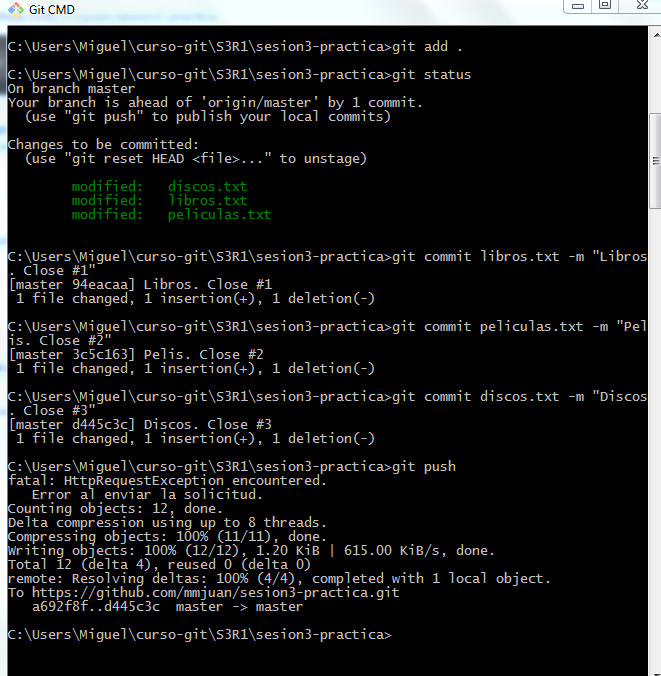 Git CMD
C:\Users\Miguel\curso-git\S3R1\sesion3-practica>git add .
C:\Users\Miguel\curso-git\S3R1\sesion3-practica>git status
On branch master
Your branch is ahead of 'origin/master' by 1 commit.
  (use "git push" to publish your local commits)
Changes to be committed:
  (use "git reset HEAD <file>..." to unstage)
        modified:   discos.txt
        modified:   libros.txt
        modified:   peliculas.txt
C:\Users\Miguel\curso-git\S3R1\sesion3-practica>git commit libros.txt -m "Libros
. Close #1"
[master 94eacaa] Libros. Close #1
 1 file changed, 1 insertion(+), 1 deletion(-)
C:\Users\Miguel\curso-git\S3R1\sesion3-practica>git commit peliculas.txt -m "Pel
is. Close #2"
[master 3c5c163] Pelis. Close #2
 1 file changed, 1 insertion(+), 1 deletion(-)
C:\Users\Miguel\curso-git\S3R1\sesion3-practica>git commit discos.txt -m "Discos
. Close #3"
[master d445c3c] Discos. Close #3
 1 file changed, 1 insertion(+), 1 deletion(-)
C:\Users\Miguel\curso-git\S3R1\sesion3-practica>git push
fatal: HttpRequestException encountered.
   Error al enviar la solicitud.
Counting objects: 12, done.
Delta compression using up to 8 threads.
Compressing objects: 100% (11/11), done.
Writing objects: 100% (12/12), 1.20 KiB | 615.00 KiB/s, done.
Total 12 (delta 4), reused 0 (delta 0)
remote: Resolving deltas: 100% (4/4), completed with 1 local object.
To https://github.com/mmjuan/sesion3-practica.git
   a692f8f..d445c3c  master -> master
C:\Users\Miguel\curso-git\S3R1\sesion3-practica>